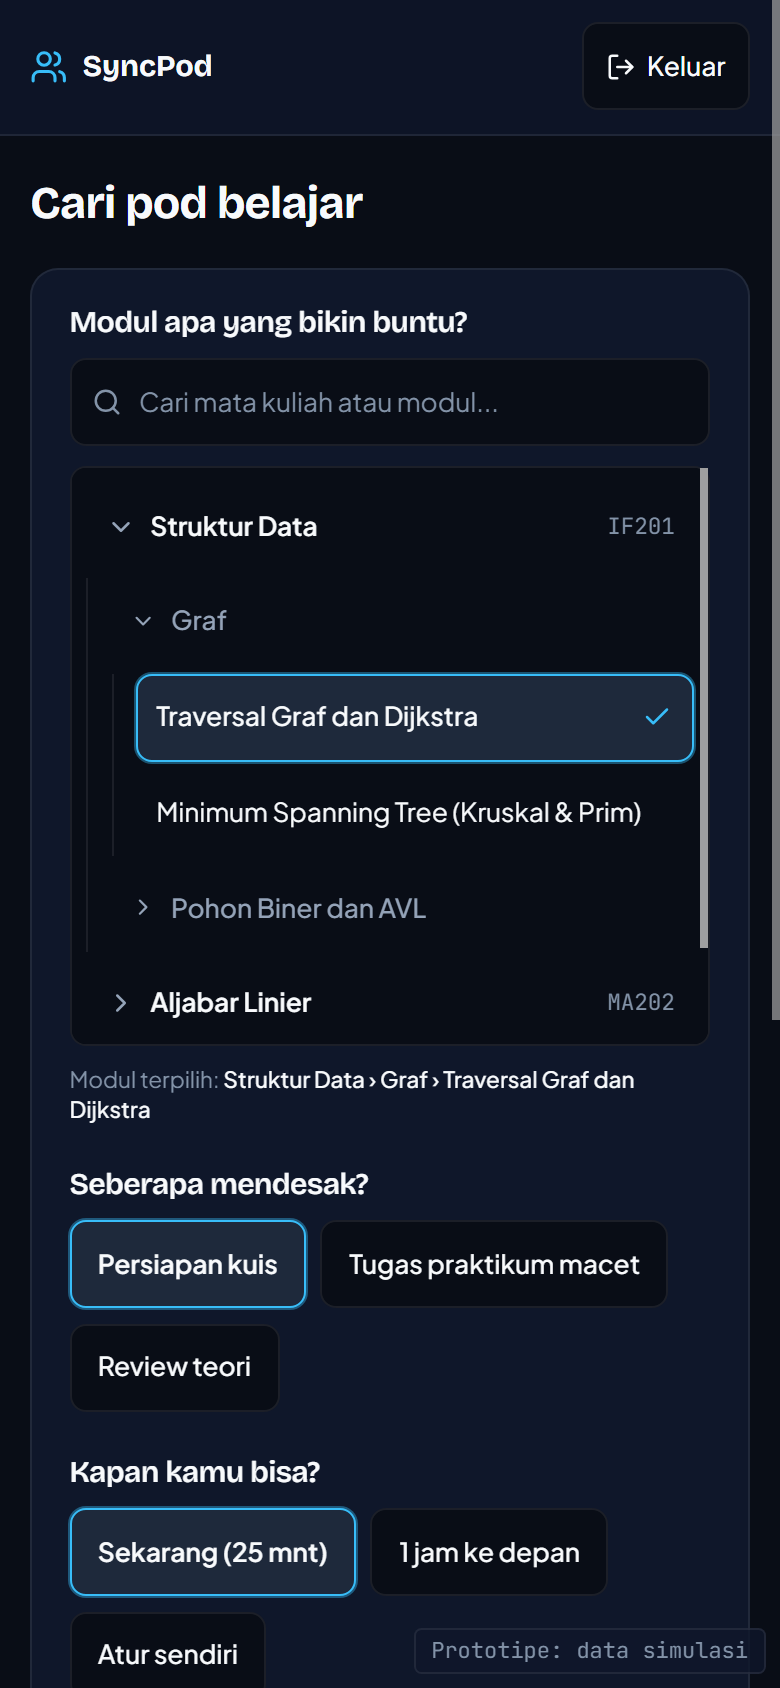 SyncPod
Keluar
Cari pod belajar
Modul apa yang bikin buntu?
Cari mata kuliah atau modul...
Struktur Data IF201
Graf
Traversal Graf dan Dijkstra
Minimum Spanning Tree (Kruskal & Prim)
Pohon Biner dan AVL
Aljabar Linier MA202
Modul terpilih: Struktur Data › Graf › Traversal Graf dan
Dijkstra
Seberapa mendesak?
Persiapan kuis
Tugas praktikum macet
Review teori
Kapan kamu bisa?
Sekarang (25 mnt)
1 jam ke depan
Atur sendiri
Prototipe: data simulasi